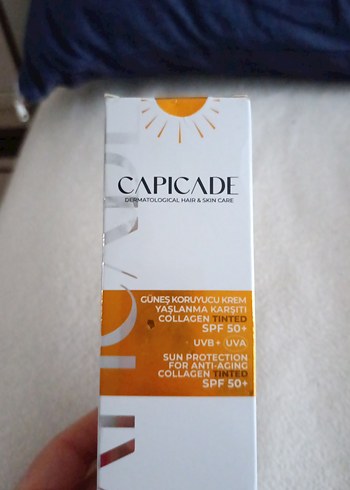 CAPICADE
DERMATOLOGICAL HAIR & SKIN CARE
GÜNEŞ KORUYUCU KREM
YAŞLANMA KARŞITI
COLLAGEN TINTED
SPF 50+
UVB + UVA
SUN PROTECTION
FOR ANTI-AGING
COLLAGEN TINTED
SPF 50+